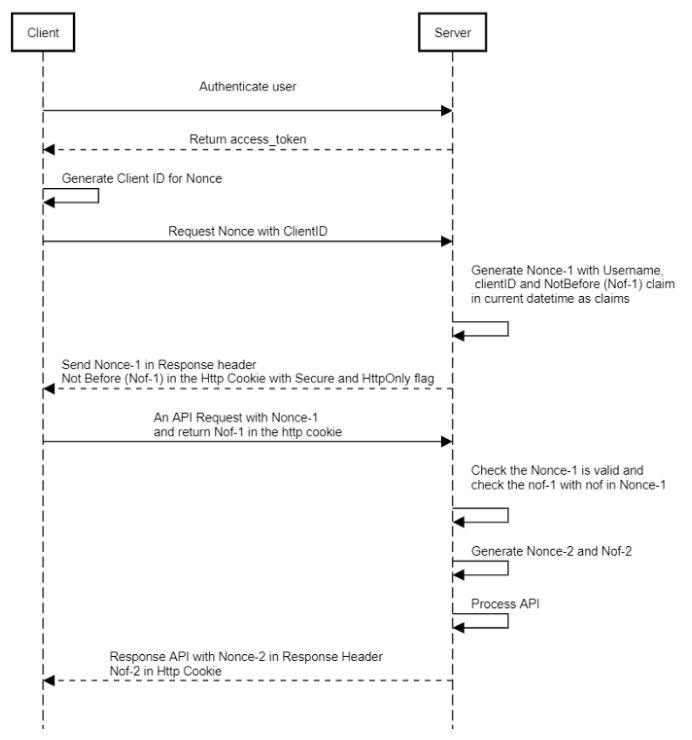 Client
Server
Authenticate user
Return access_token
Generate Client ID for Nonce
Request Nonce with ClientID
Generate Nonce-1 with Username,
clientID and NotBefore (Nof-1) claim
in current datetime as claims
Send Nonce-1 in Response header
Not Before (Nof-1) in the Http Cookie with Secure and HttpOnly flag
An API Request with Nonce-1
and return Nof-1 in the http cookie
Check the Nonce-1 is valid and
check the nof-1 with nof in Nonce-1
Generate Nonce-2 and Nof-2
Process API
Response API with Nonce-2 in Response Header
Nof-2 in Http Cookie